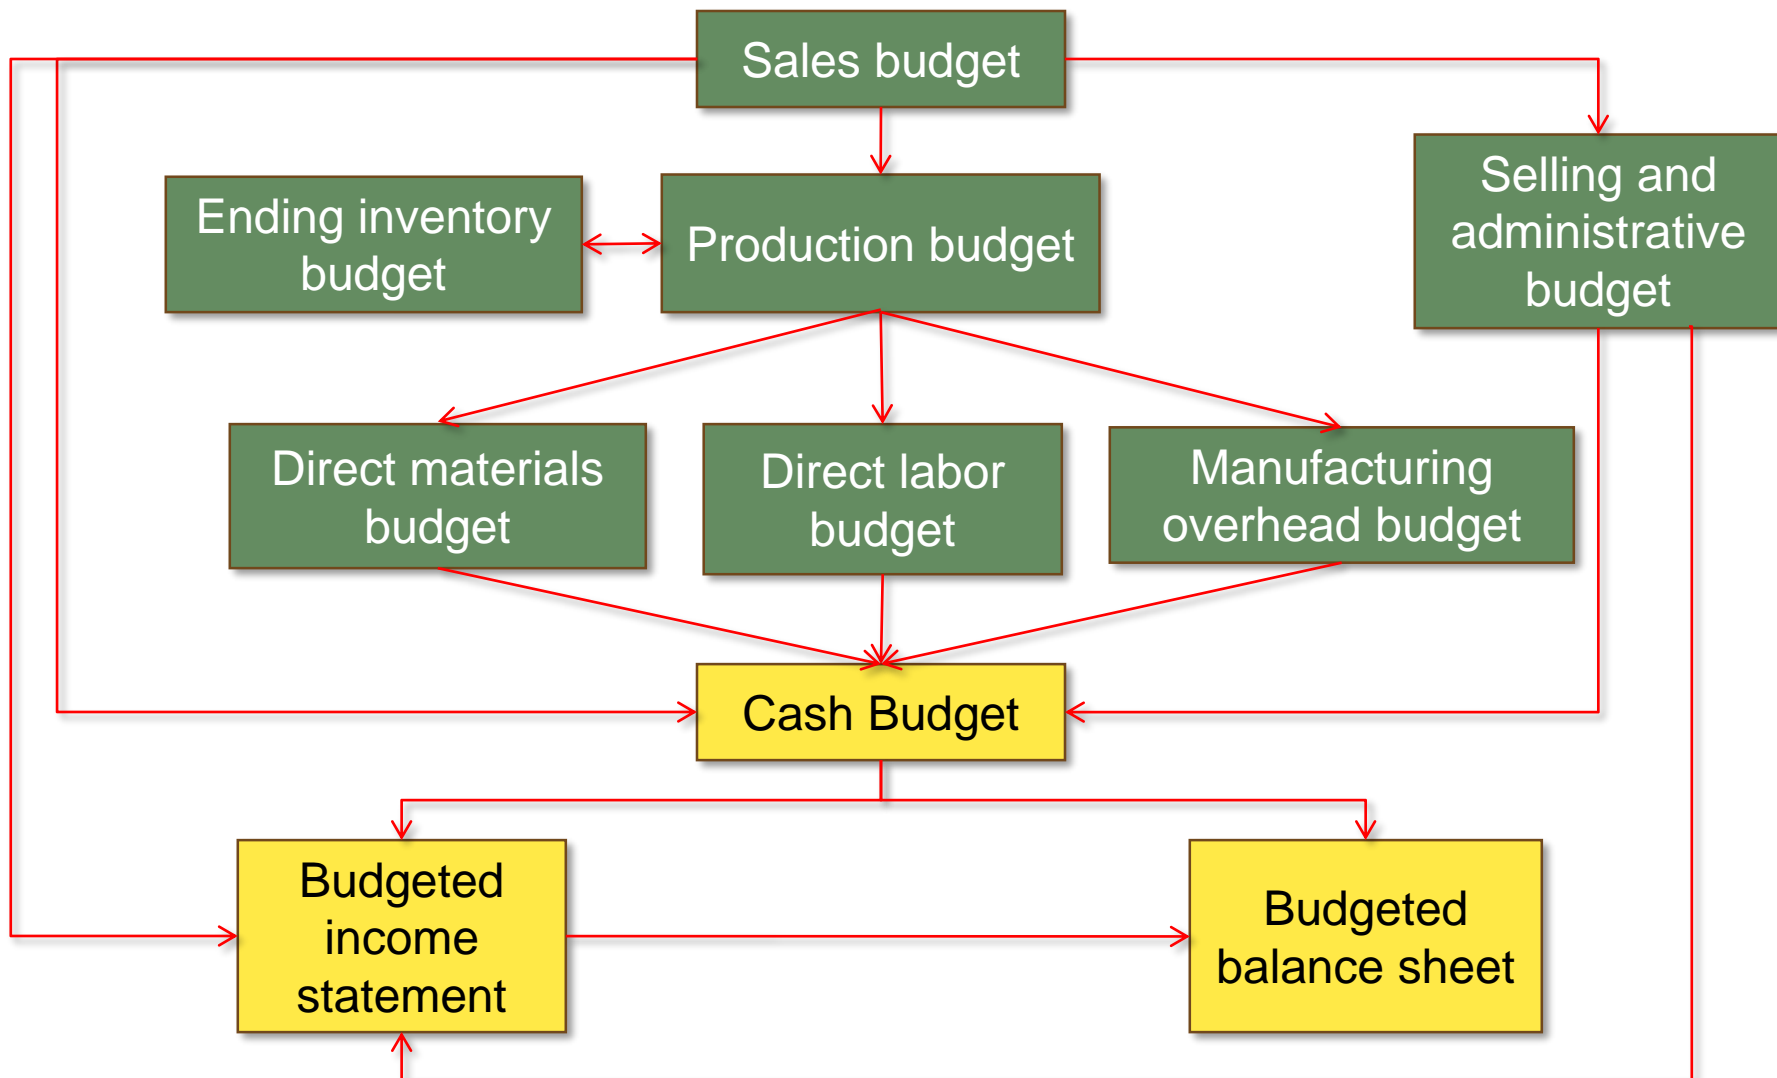 Sales budget
Ending inventory
budget
Production budget
Selling and
administrative
budget
Direct materials
budget
Direct labor
budget
Manufacturing
overhead budget
Cash Budget
Budgeted
income
statement
Budgeted
balance sheet